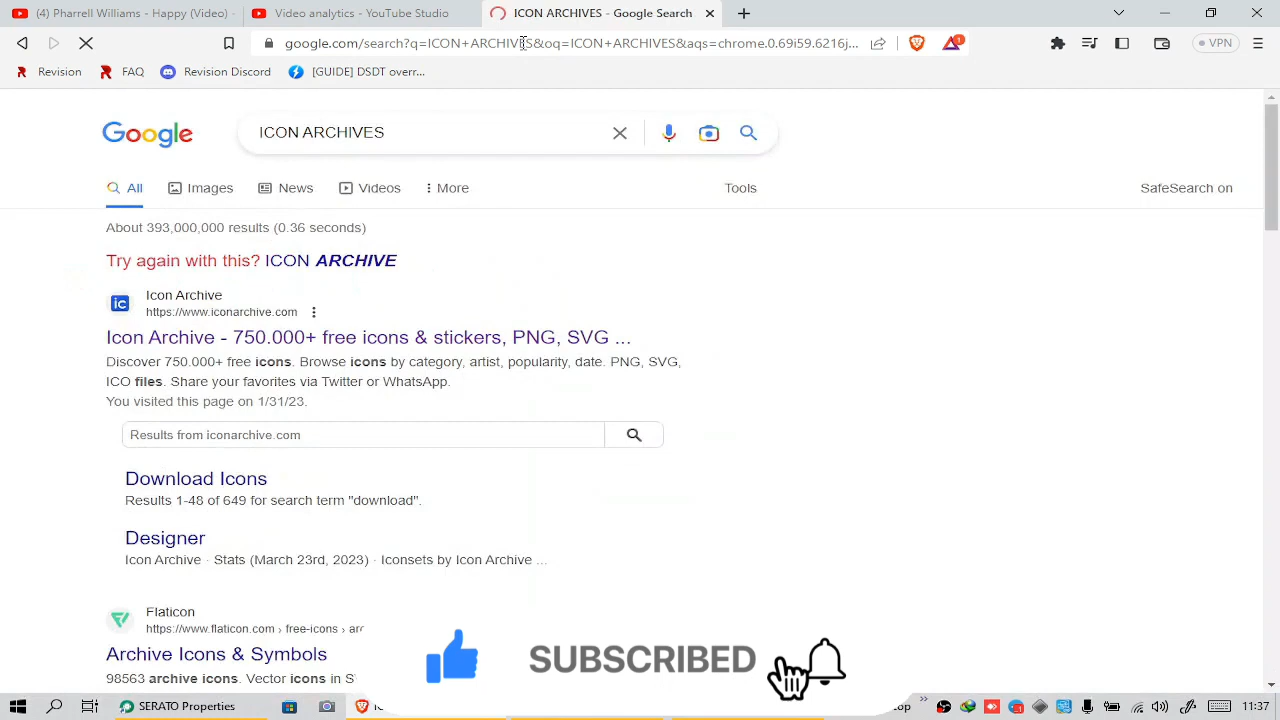 Pharrell Williams - Happy (Video)
Video analytics - YouTube Studio
ICON ARCHIVES - Google Search
google.com/search?q=ICON+ARCHIVES&oq=ICON+ARCHIVES&aqs=chrome.0.69i59.6216j...
1
VPN
Revision
FAQ
Revision Discord
[GUIDE] DSDT overr...
Google
ICON ARCHIVES
All
Images
News
Videos
More
Tools
SafeSearch on
About 393,000,000 results (0.36 seconds)
Try again with this? ICON ARCHIVE
ic
Icon Archive
https://www.iconarchive.com
Icon Archive - 750.000+ free icons & stickers, PNG, SVG ...
Discover 750.000+ free icons. Browse icons by category, artist, popularity, date. PNG, SVG,
ICO files. Share your favorites via Twitter or WhatsApp.
You visited this page on 1/31/23.
Results from iconarchive.com
Download Icons
Results 1-48 of 649 for search term "download".
Designer
Icon Archive · Stats (March 23rd, 2023) · Iconsets by Icon Archive ...
Flaticon
https://www.flaticon.com › free-icons › ar
Archive Icons & Symbols
98593 archive icons. Vector icons in S
SUBSCRIBED
SERATO Properties
11:37